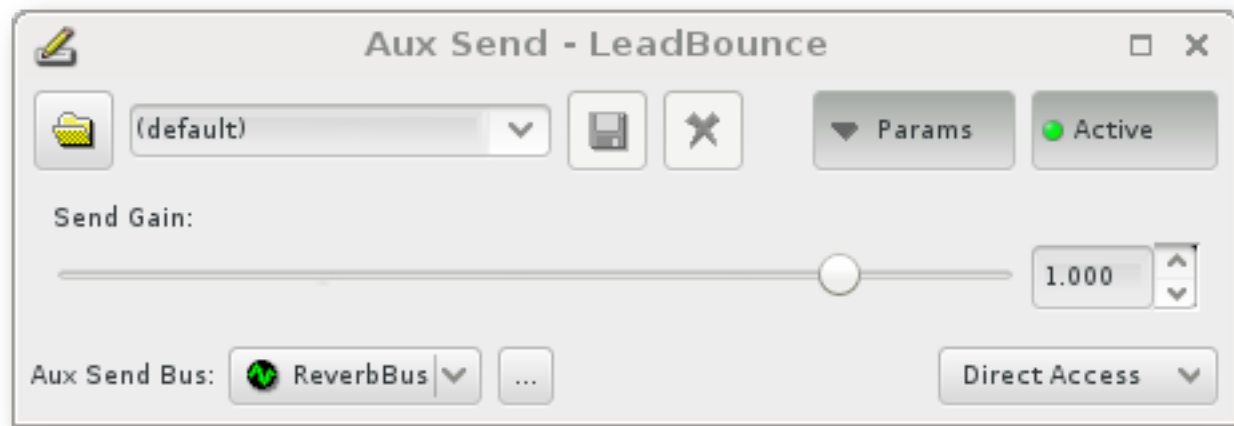 Aux Send - LeadBounce
(default)
Params
Active
Send Gain:
1.000
Aux Send Bus:
ReverbBus
...
Direct Access